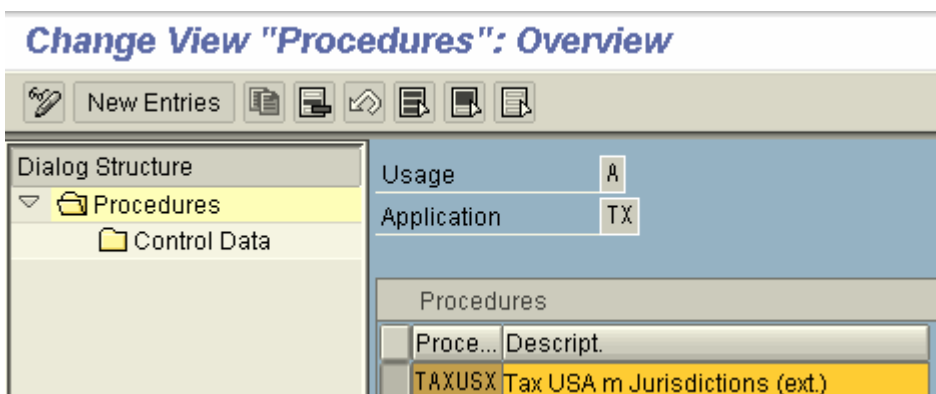 Change View "Procedures": Overview
New Entries
Dialog Structure
Procedures
Control Data
Usage A
Application TX
Procedures
Proce... Descript.
TAXUSX Tax USA m Jurisdictions (ext.)